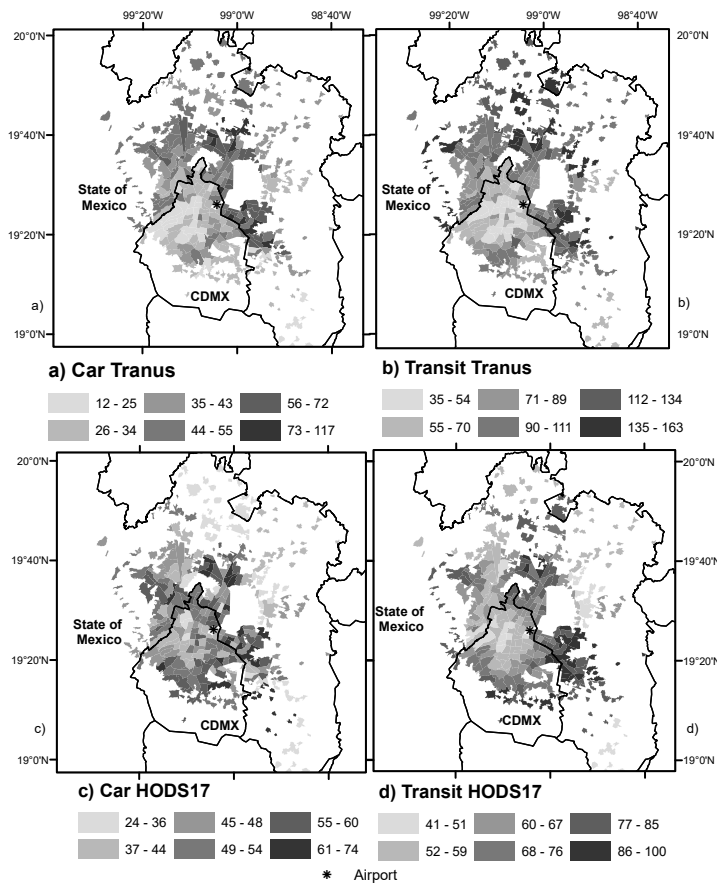 99°20'W 99°0'W 98°40'W
99°20'W 99°0'W 98°40'W
20°0'N
20°0'N
19°40'N
19°40'N
State of
Mexico
State of
Mexico
19°20'N
19°20'N
CDMX
CDMX
a)
b)
19°0'N
19°0'N
a) Car Tranus
b) Transit Tranus
12 - 25 35 - 43 56 - 72
26 - 34 44 - 55 73 - 117
35 - 54 71 - 89 112 - 134
55 - 70 90 - 111 135 - 163
20°0'N
20°0'N
19°40'N
19°40'N
State of
Mexico
State of
Mexico
19°20'N
19°20'N
CDMX
CDMX
c)
d)
19°0'N
19°0'N
c) Car HODS17
d) Transit HODS17
24 - 36 45 - 48 55 - 60
37 - 44 49 - 54 61 - 74
41 - 51 60 - 67 77 - 85
52 - 59 68 - 76 86 - 100
Airport